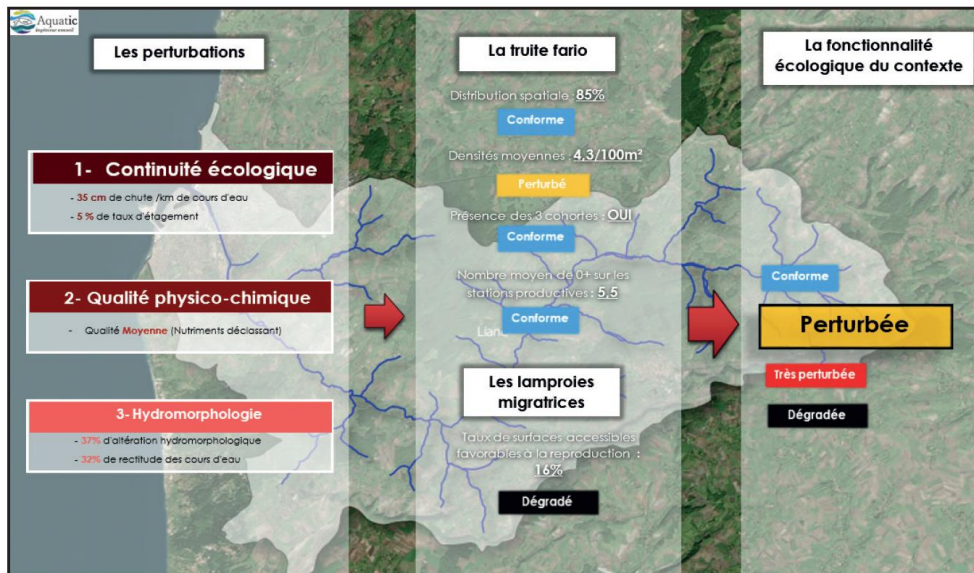 Aquatic
Ingénieur conseil
Les perturbations
1- Continuité écologique
- 35 cm de chute /km de cours d'eau
- 5 % de taux d'étagement
2- Qualité physico-chimique
- Qualité Moyenne (Nutriments déclassant)
3- Hydromorphologie
- 37% d'altération hydromorphologique
- 32% de rectitude des cours d'eau
La truite fario
Distribution spatiale : 85%
Conforme
Densités moyennes : 4,3/100m²
Perturbé
Présence des 3 cohortes : OUI
Conforme
Nombre moyen de 0+ sur les
stations productives : 5,5
Conforme
Les lamproies
migratrices
Taux de surfaces accessibles
favorables à la reproduction :
16%
Dégradé
La fonctionnalité
écologique du contexte
Conforme
Perturbée
Très perturbée
Dégradée